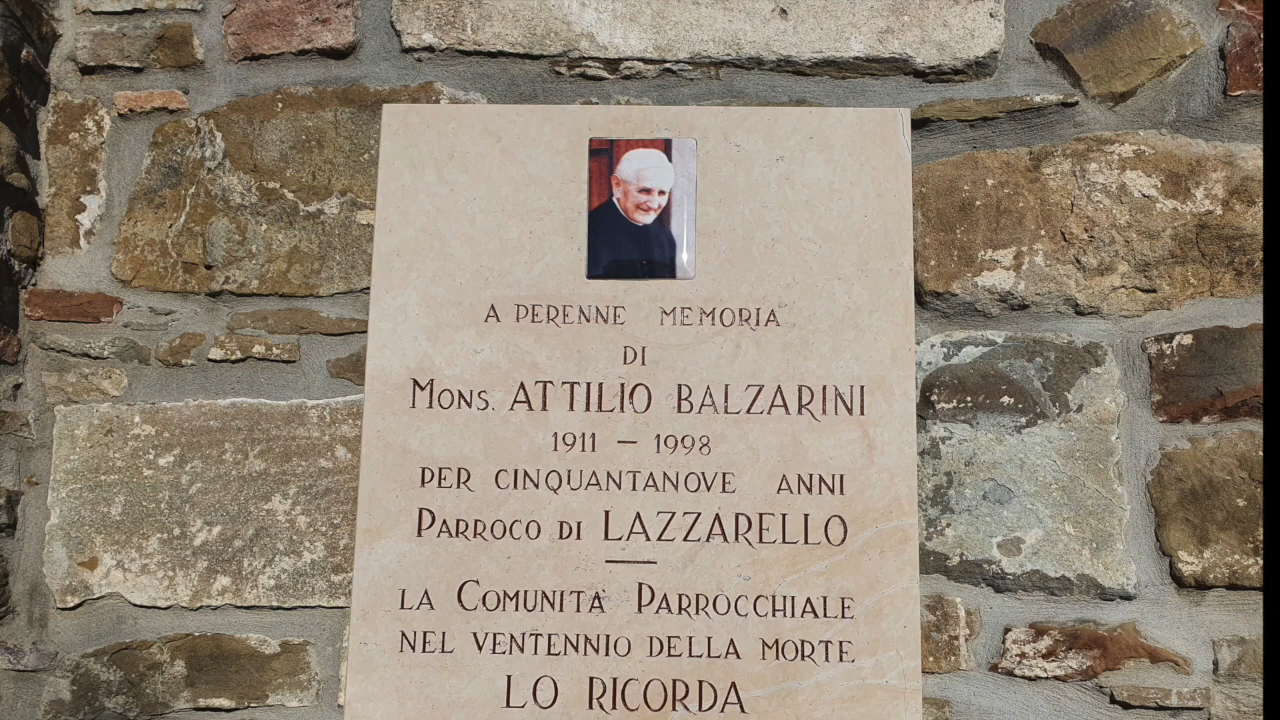 A PERENNE MEMORIA
DI
MONS. ATTILIO BALZARINI
1911 — 1998
PER CINQUANTANOVE ANNI
PARROCO DI LAZZARELLO
LA COMUNITA' PARROCCHIALE
NEL VENTENNIO DELLA MORTE
LO RICORDA